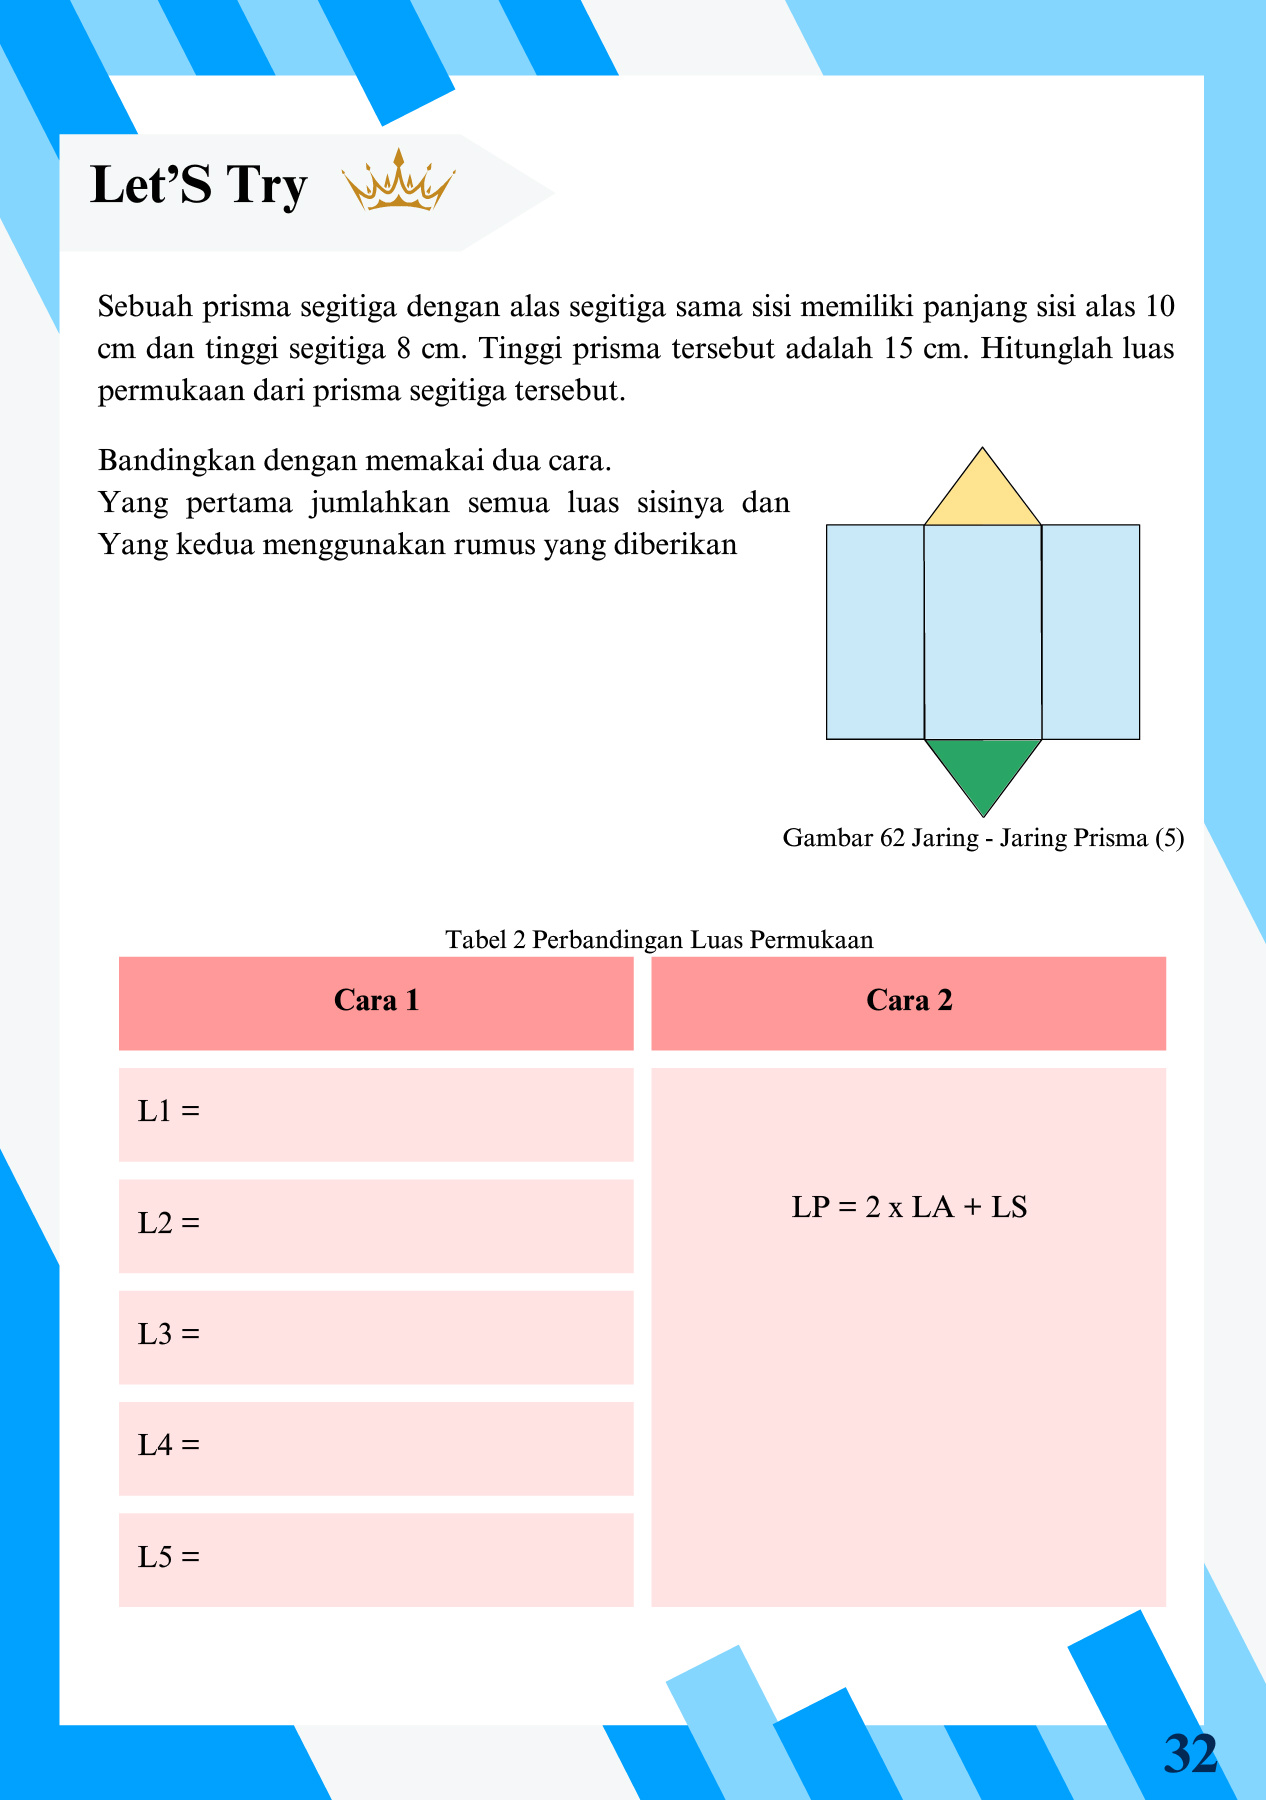 Let'S Try
Sebuah prisma segitiga dengan alas segitiga sama sisi memiliki panjang sisi alas 10
cm dan tinggi segitiga 8 cm. Tinggi prisma tersebut adalah 15 cm. Hitunglah luas
permukaan dari prisma segitiga tersebut.
Bandingkan dengan memakai dua cara.
Yang pertama jumlahkan semua luas sisinya dan
Yang kedua menggunakan rumus yang diberikan
Gambar 62 Jaring - Jaring Prisma (5)
Tabel 2 Perbandingan Luas Permukaan
Cara 1
Cara 2
L1 =
L2 =
L3 =
L4 =
L5 =
LP = 2 x LA + LS
32